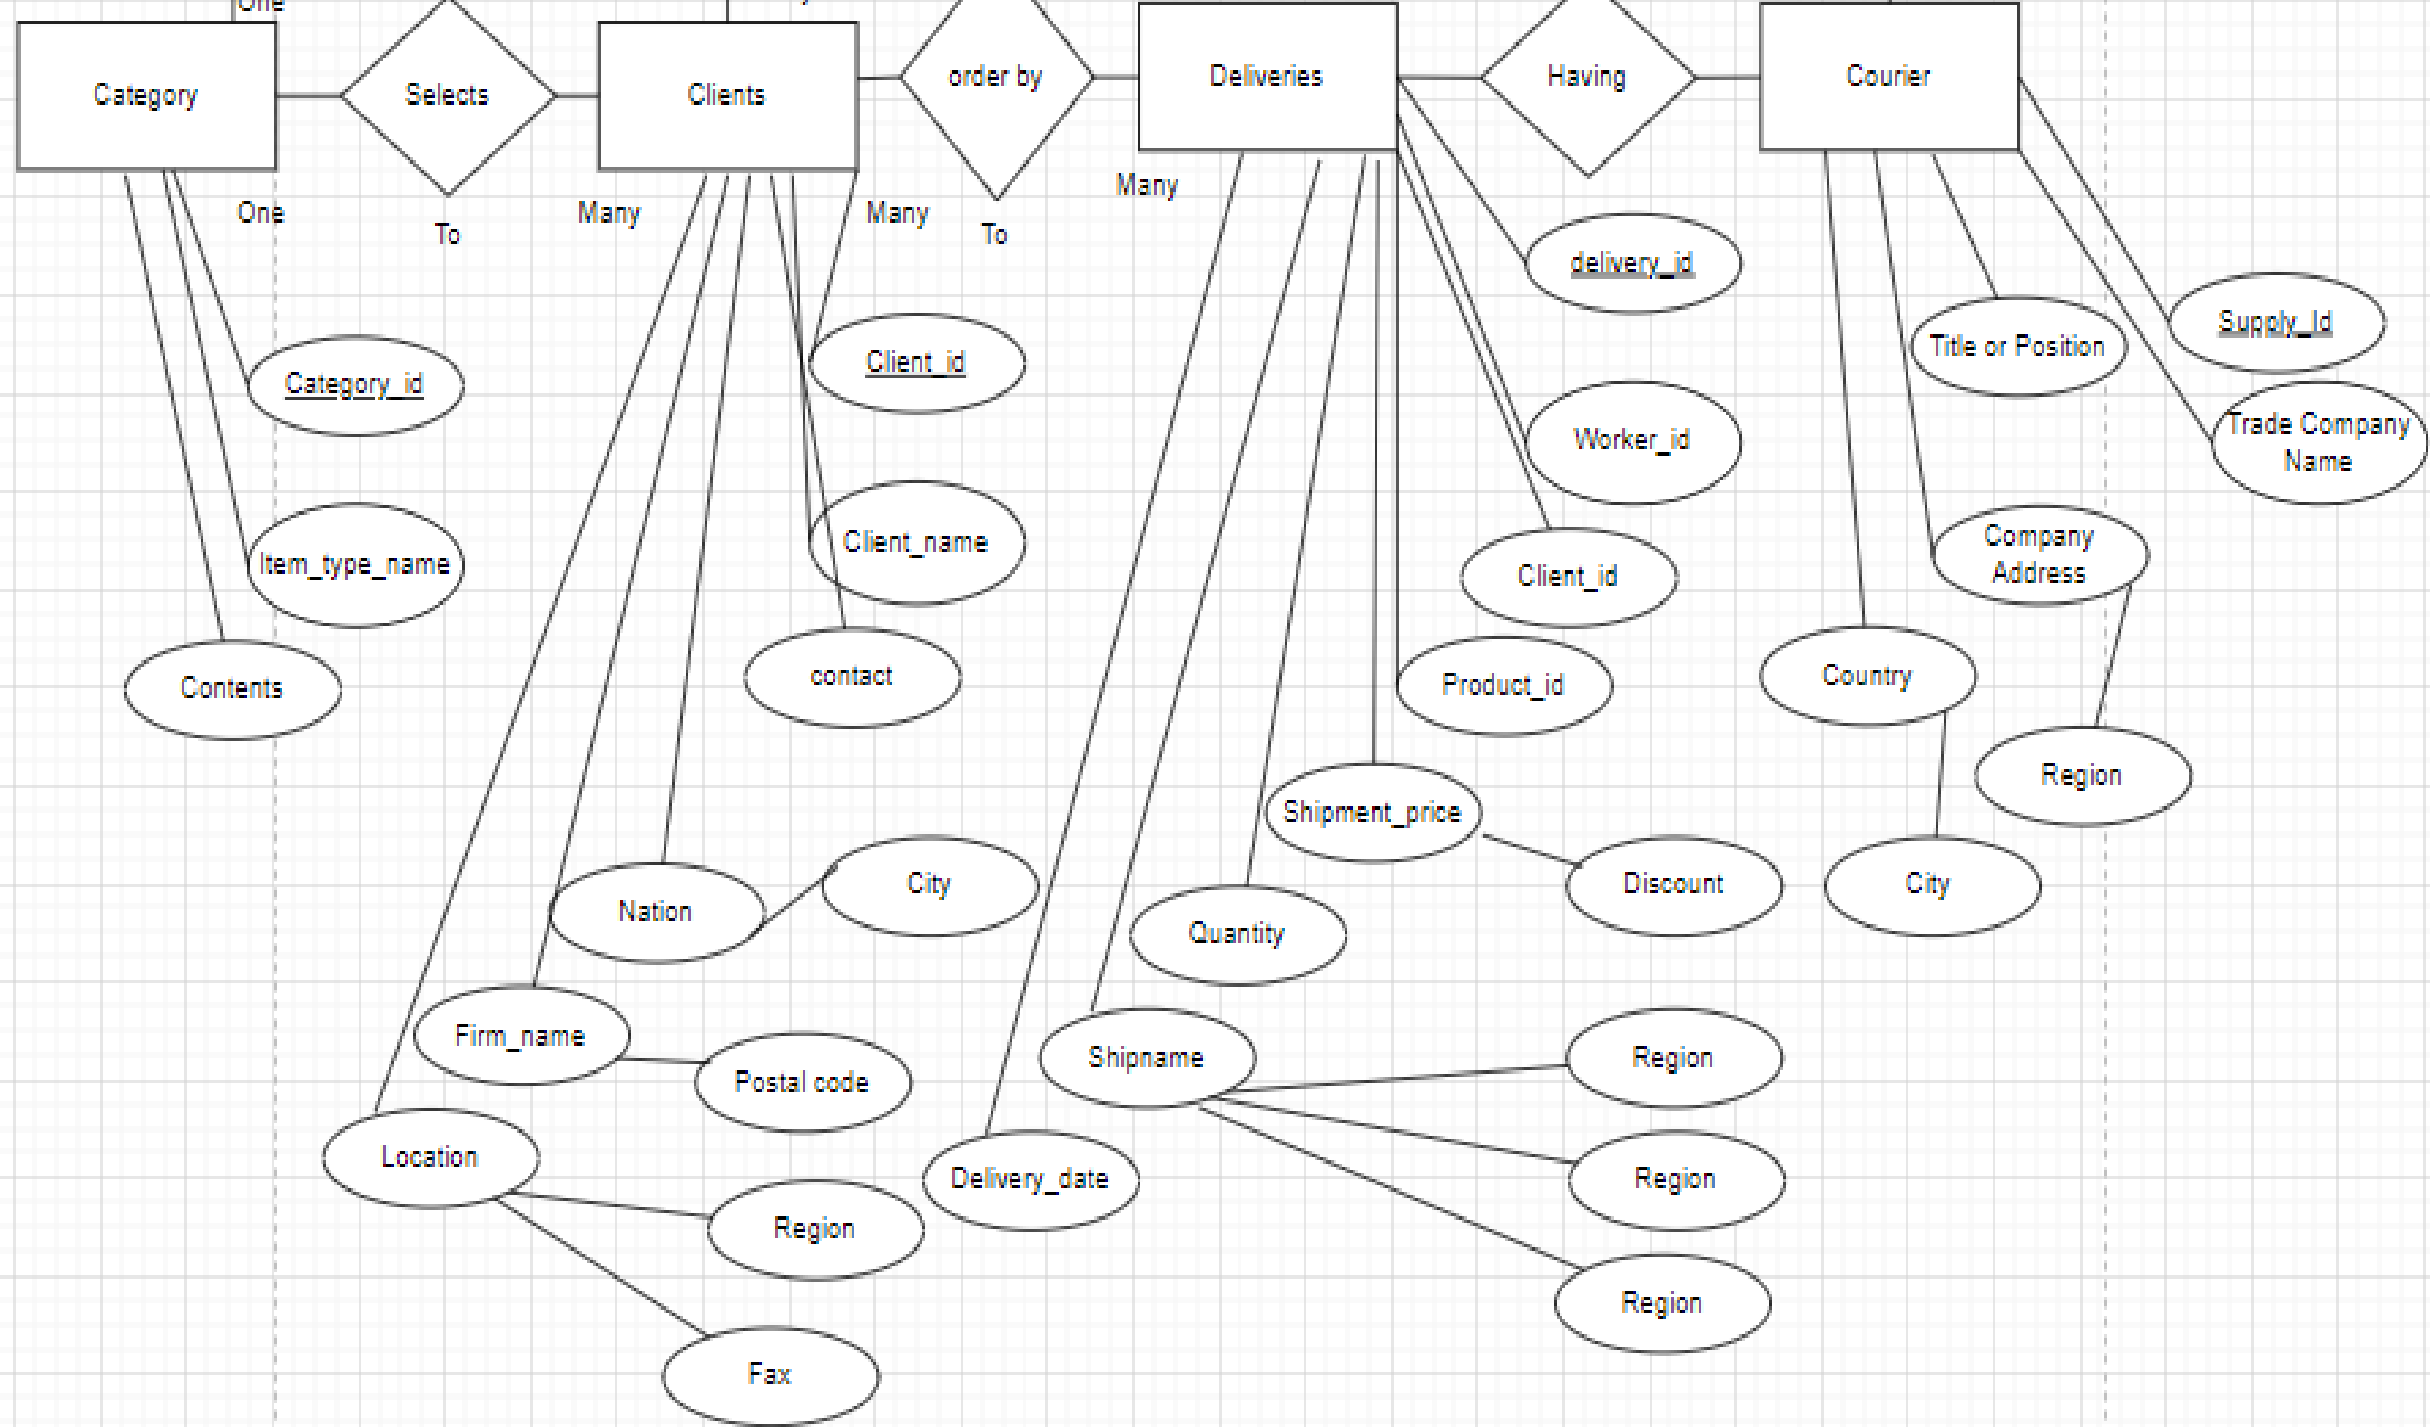 One
Category
Selects
Clients
order by
Deliveries
Having
Courier
One
To
Many
Many
To
Many
delivery_id
Category_id
Client_id
Title or Position
Supply_Id
Worker_id
Trade Company
Name
Item_type_name
Client_name
Client_id
Company
Address
Contents
contact
Product_id
Country
Region
Shipment_price
Nation
City
Quantity
Discount
City
Firm_name
Postal code
Shipname
Region
Location
Region
Delivery_date
Region
Region
Fax